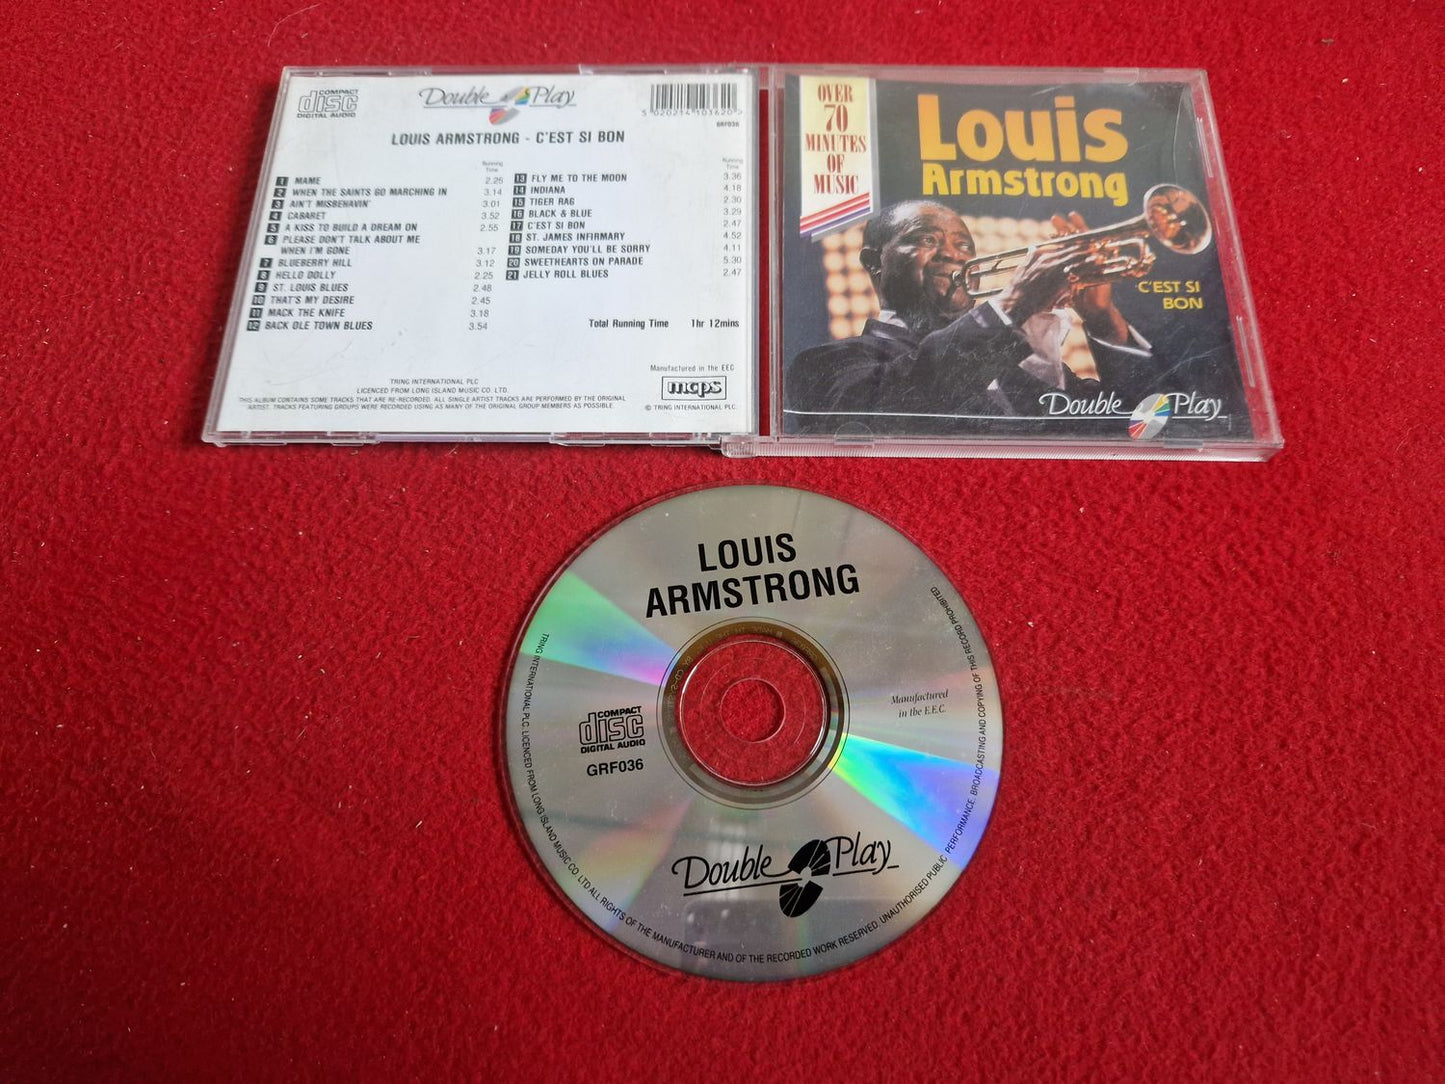 COMPACT
disc
DIGITAL AUDIO
Double Play
5 020214 103620 >
GRF036
LOUIS ARMSTRONG - C'EST SI BON
Running
Time
1 MAME 2.26
2 WHEN THE SAINTS GO MARCHING IN 3.14
3 AIN'T MISBEHAVIN' 3.01
4 CABARET 3.52
5 A KISS TO BUILD A DREAM ON 2.55
6 PLEASE DON'T TALK ABOUT ME
WHEN I'M GONE 3.17
7 BLUEBERRY HILL 3.12
8 HELLO DOLLY 2.25
9 ST. LOUIS BLUES 2.48
10 THAT'S MY DESIRE 2.45
11 MACK THE KNIFE 3.18
12 BACK OLE TOWN BLUES 3.54
Running
Time
13 FLY ME TO THE MOON 3.36
14 INDIANA 4.18
15 TIGER RAG 2.30
16 BLACK & BLUE 3.29
17 C'EST SI BON 2.47
18 ST. JAMES INFIRMARY 4.52
19 SOMEDAY YOU'LL BE SORRY 4.11
20 SWEETHEARTS ON PARADE 5.30
21 JELLY ROLL BLUES 2.47
Total Running Time 1hr 12mins
Manufactured in the EEC
mcps
© TRING INTERNATIONAL PLC.
TRING INTERNATIONAL PLC
LICENCED FROM LONG ISLAND MUSIC CO. LTD.
THIS ALBUM CONTAINS SOME TRACKS THAT ARE RE-RECORDED. ALL SINGLE ARTIST TRACKS ARE PERFORMED BY THE ORIGINAL
ARTIST. TRACKS FEATURING GROUPS WERE RECORDED USING AS MANY OF THE ORIGINAL GROUP MEMBERS AS POSSIBLE.
OVER
70
MINUTES
OF
MUSIC
Louis
Armstrong
C'EST SI
BON
Double Play
LOUIS
ARMSTRONG
COMPACT
disc
DIGITAL AUDIO
GRF036
Manufactured
in the E.E.C.
Double Play
TRING INTERNATIONAL PLC. LICENCED FROM LONG ISLAND MUSIC CO. LTD ALL RIGHTS OF THE MANUFACTURER AND OF THE RECORDED WORK RESERVED. UNAUTHORISED PUBLIC PERFORMANCE. BROADCASTING AND COPYING OF THIS RECORD PROHIBITED